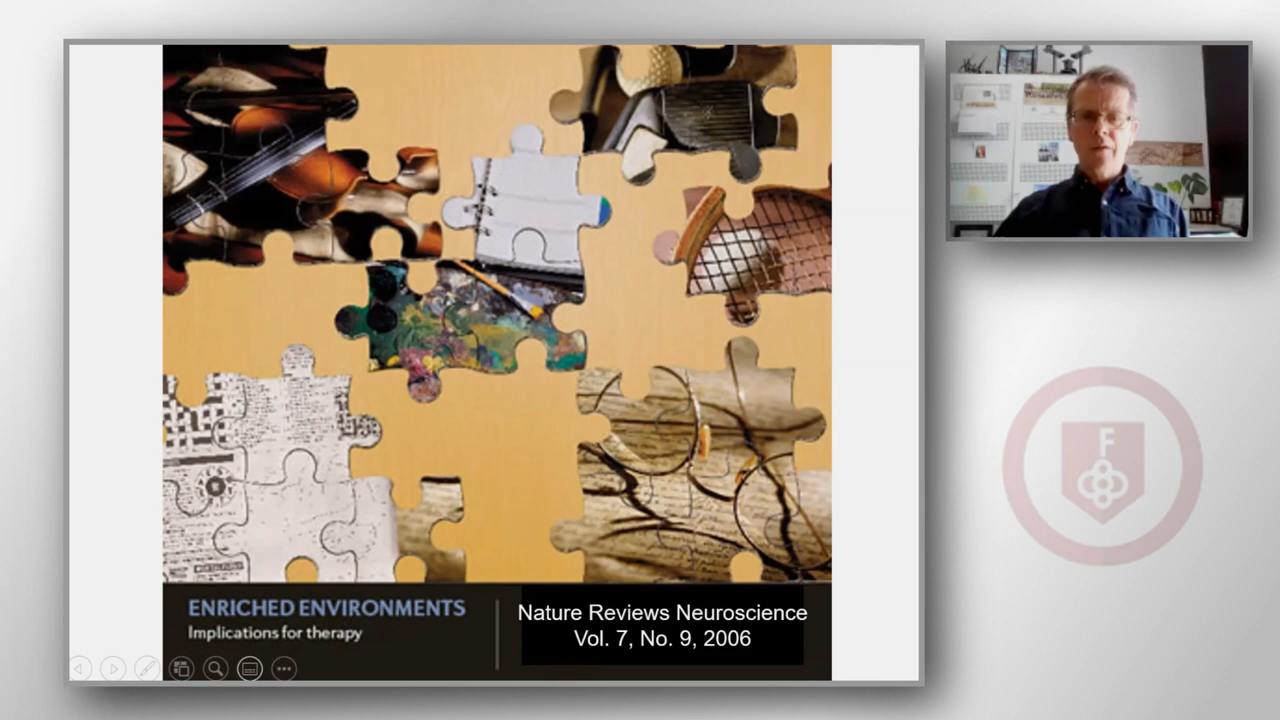 ENRICHED ENVIRONMENTS
Implications for therapy
Nature Reviews Neuroscience
Vol. 7, No. 9, 2006
F